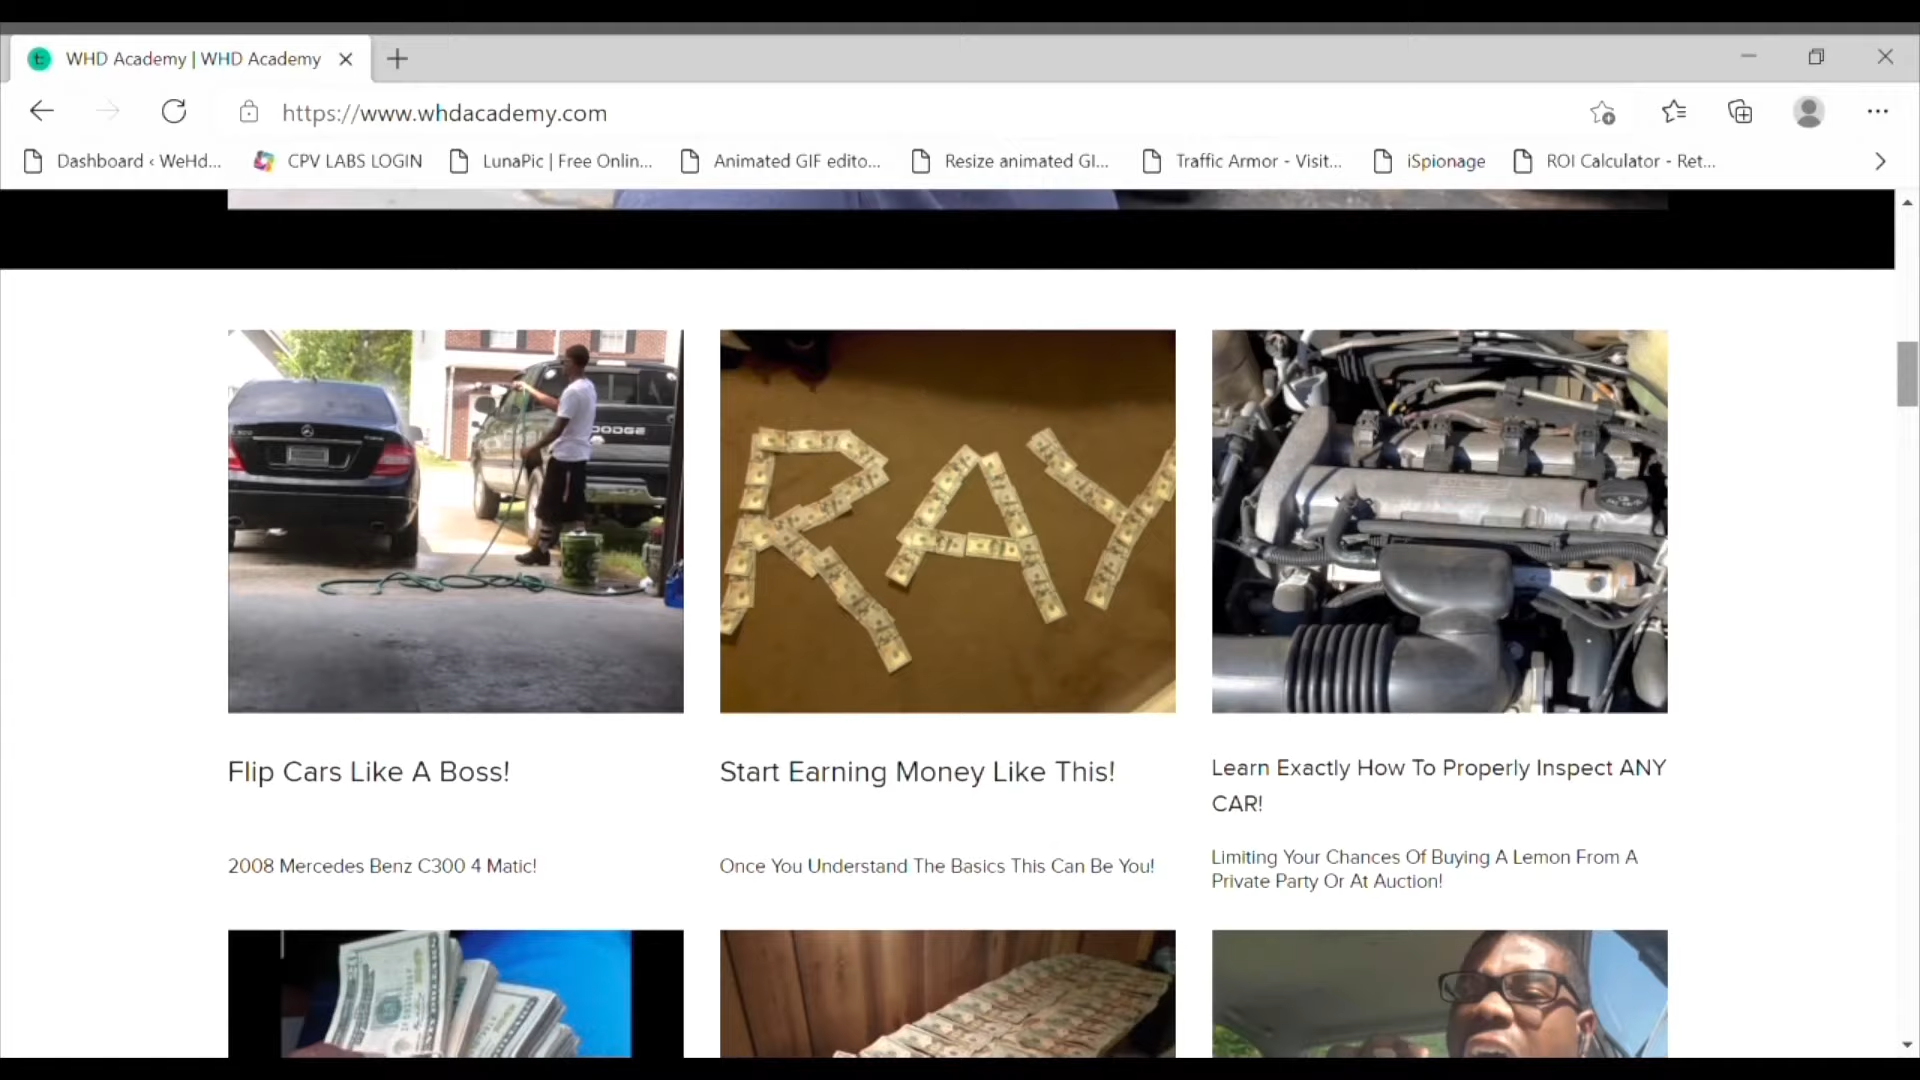 WHD Academy | WHD Academy
https://www.whdacademy.com
Dashboard ‹ WeHd...
CPV LABS LOGIN
LunaPic | Free Onlin...
Animated GIF edito...
Resize animated GI...
Traffic Armor - Visit...
iSpionage
ROI Calculator - Ret...
DODGE
RAY
Flip Cars Like A Boss!
Start Earning Money Like This!
Learn Exactly How To Properly Inspect ANY
CAR!
2008 Mercedes Benz C300 4 Matic!
Once You Understand The Basics This Can Be You!
Limiting Your Chances Of Buying A Lemon From A
Private Party Or At Auction!